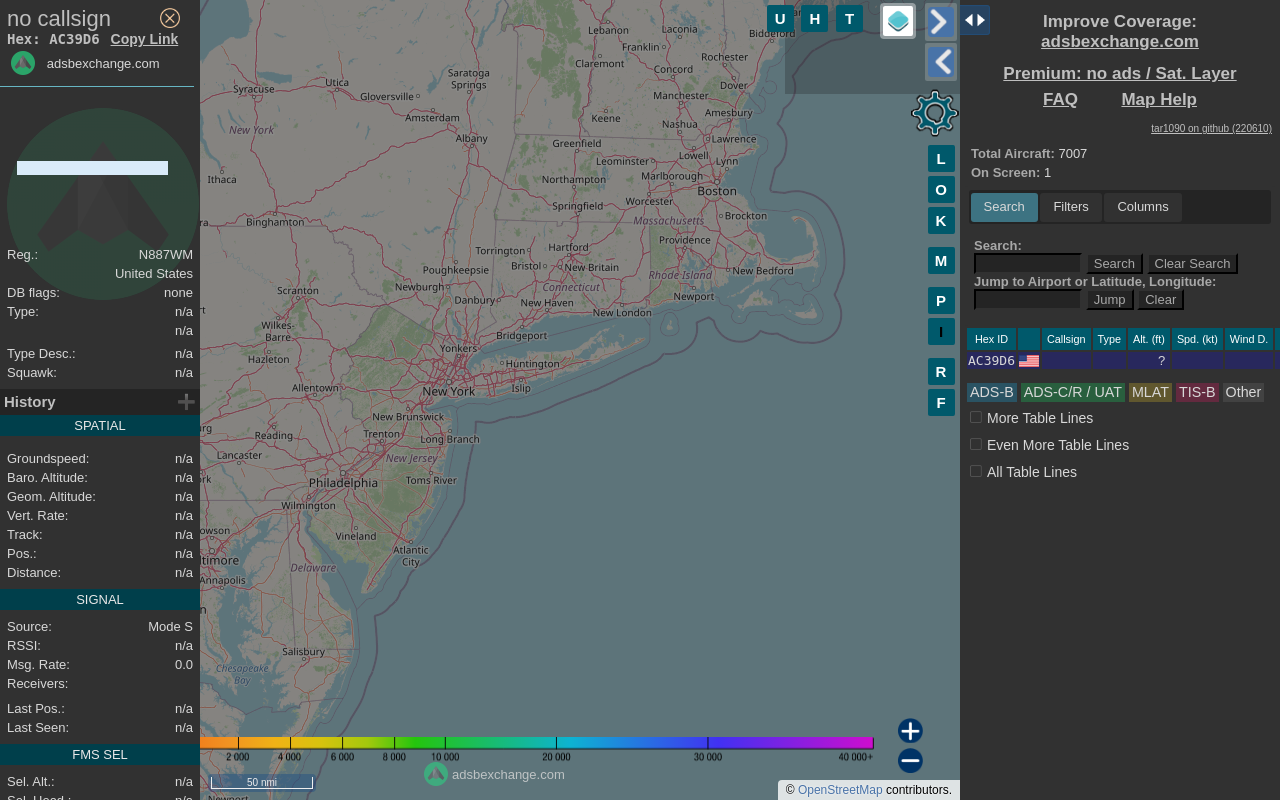 no callsign
Hex: AC39D6 Copy Link
adsbexchange.com
Reg.: N887WM
United States
DB flags: none
Type: n/a
n/a
Type Desc.: n/a
Squawk: n/a
History
SPATIAL
Groundspeed: n/a
Baro. Altitude: n/a
Geom. Altitude: n/a
Vert. Rate: n/a
Track: n/a
Pos.: n/a
Distance: n/a
SIGNAL
Source: Mode S
RSSI: n/a
Msg. Rate: 0.0
Receivers:
Last Pos.: n/a
Last Seen: n/a
FMS SEL
Sel. Alt.: n/a
U H T
Lebanon
Laconia
Franklin
Biddeford
Claremont
Concord
Rochester
Dover
Utica
Saratoga
Springs
Syracuse
Gloversville
Manchester
Amesbury
Amsterdam
Keene
Nashua
New York
Albany
Greenfield
Lawrence
Leominster
Lowell
Lynn
Ithaca
Northampton
Marlborough
Boston
Springfield
Worcester
Binghamton
Massachusetts
Brockton
Torrington
Hartford
Providence
Bristol
New Britain
Poughkeepsie
Rhode Island
New Bedford
Connecticut
Newburgh
Scranton
Danbury
New Haven
Newport
New London
Wilkes-
Barre
Bridgeport
Yonkers
Hazleton
Huntington
Allentown
New York
Islip
New Brunswick
Reading
Trenton
Long Branch
Lancaster
New Jersey
Philadelphia
Toms River
Wilmington
Vineland
Atlantic
City
Annapolis
Delaware
Salisbury
Chesapeake
Bay
L
O
K
M
P
I
R
F
2 000 4 000 6 000 8 000 10 000 20 000 30 000 40 000+
50 nmi
adsbexchange.com
© OpenStreetMap contributors.
Improve Coverage:
adsbexchange.com
Premium: no ads / Sat. Layer
FAQ Map Help
tar1090 on github (220610)
Total Aircraft: 7007
On Screen: 1
Search Filters Columns
Search:
Search Clear Search
Jump to Airport or Latitude, Longitude:
Jump Clear
Hex ID Callsign Type Alt. (ft) Spd. (kt) Wind D.
AC39D6 ?
ADS-B ADS-C/R / UAT MLAT TIS-B Other
More Table Lines
Even More Table Lines
All Table Lines